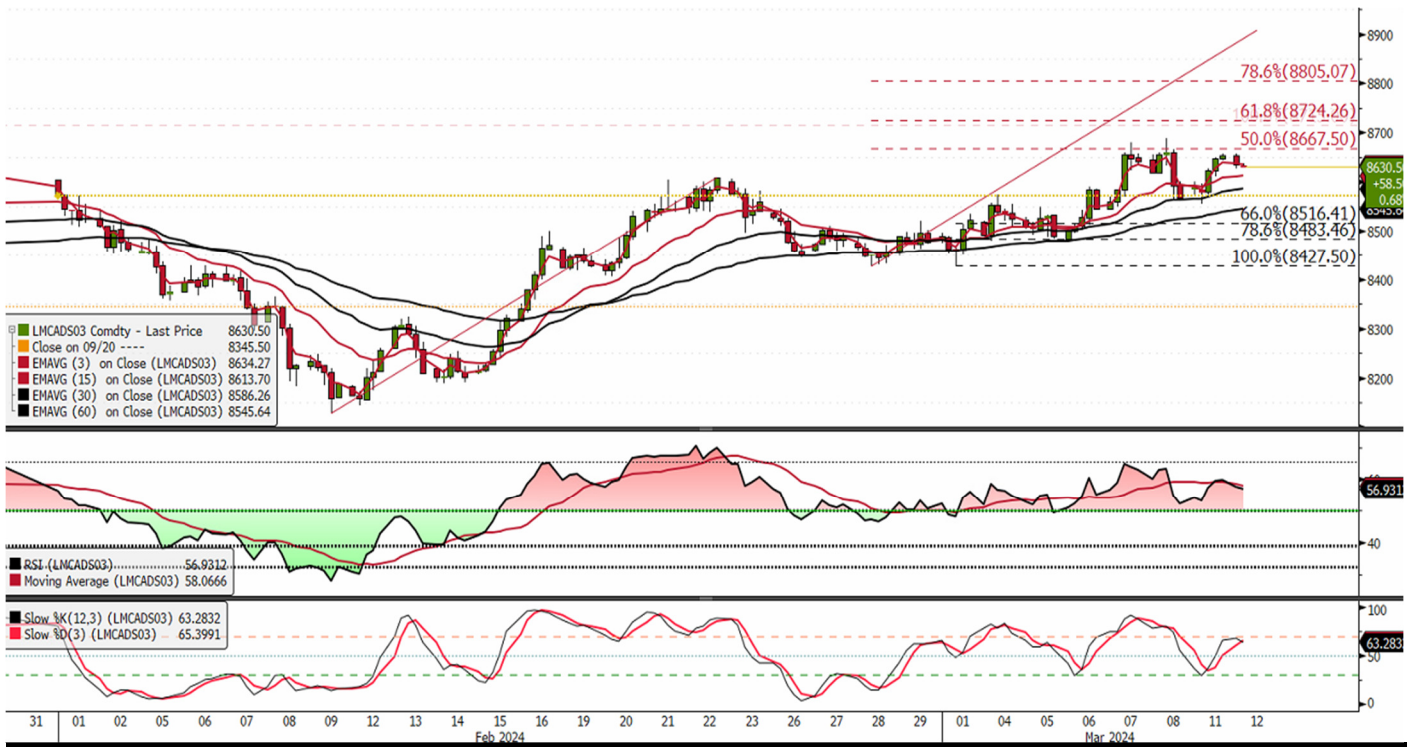 8900
78.6%(8805.07)
8800
61.8%(8724.26)
8700
50.0%(8667.50)
8630.50
+58.50
0.68%
66.0%(8516.41)
8500
78.6%(8483.46)
100.0%(8427.50)
8400
8300
8200
LMCADS03 Comdty - Last Price 8630.50
Close on 09/20 ---- 8345.50
EMAVG (3) on Close (LMCADS03) 8634.27
EMAVG (15) on Close (LMCADS03) 8613.70
EMAVG (30) on Close (LMCADS03) 8586.26
EMAVG (60) on Close (LMCADS03) 8545.64
56.9312
40
RSI (LMCADS03) 56.9312
Moving Average (LMCADS03) 58.0666
Slow %K(12,3) (LMCADS03) 63.2832
Slow %D(3) (LMCADS03) 65.3991
100
63.2832
50
0
31 01 02 05 06 07 08 09 12 13 14 15 16 19 20 21 22 23 26 27 28 29 01 04 05 06 07 08 11 12
Feb 2024 Mar 2024